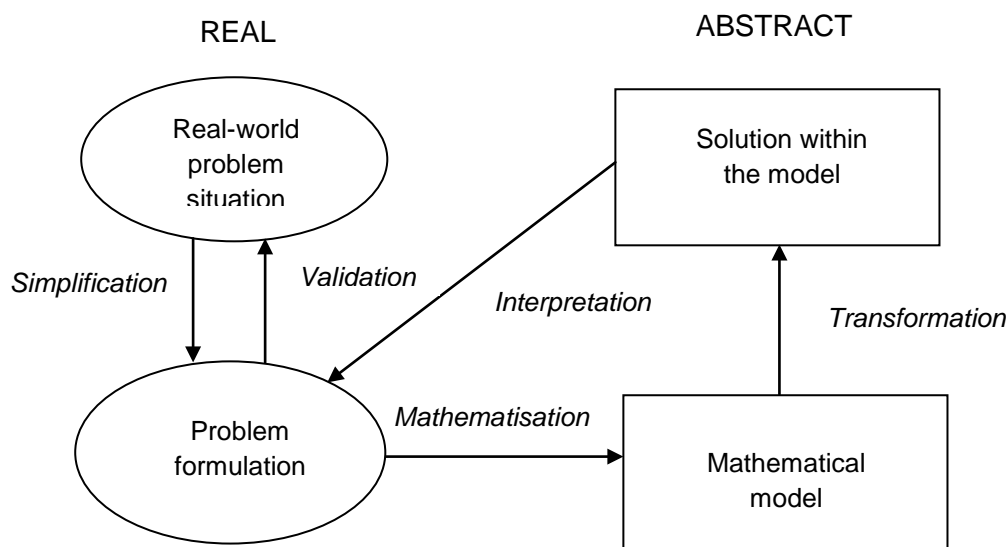 REAL
ABSTRACT
Real-world
problem
situation
Solution within
the model
Simplification
Validation
Interpretation
Transformation
Problem
formulation
Mathematisation
Mathematical
model